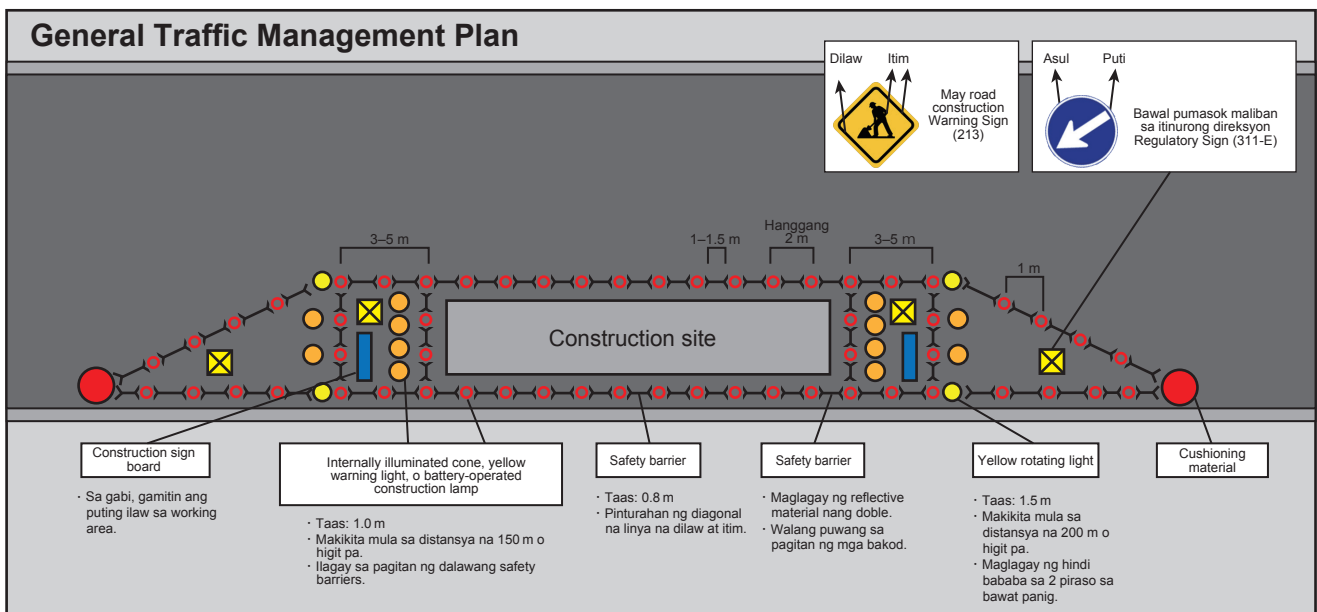 General Traffic Management Plan
Dilaw
Itim
May road
construction
Warning Sign
(213)
Asul
Puti
Bawal pumasok maliban
sa itinurong direksyon
Regulatory Sign (311-E)
3–5 m
1–1.5 m
Hanggang
2 m
3–5 m
1 m
Construction site
Construction sign
board
· Sa gabi, gamitin ang
puting ilaw sa working
area.
Internally illuminated cone, yellow
warning light, o battery-operated
construction lamp
· Taas: 1.0 m
· Makikita mula sa distansya na 150 m o
higit pa.
· Ilagay sa pagitan ng dalawang safety
barriers.
Safety barrier
· Taas: 0.8 m
· Pinturahan ng diagonal
na linya na dilaw at itim.
Safety barrier
· Maglagay ng reflective
material nang doble.
· Walang puwang sa
pagitan ng mga bakod.
Yellow rotating light
· Taas: 1.5 m
· Makikita mula sa
distansya na 200 m o
higit pa.
· Maglagay ng hindi
bababa sa 2 piraso sa
bawat panig.
Cushioning
material